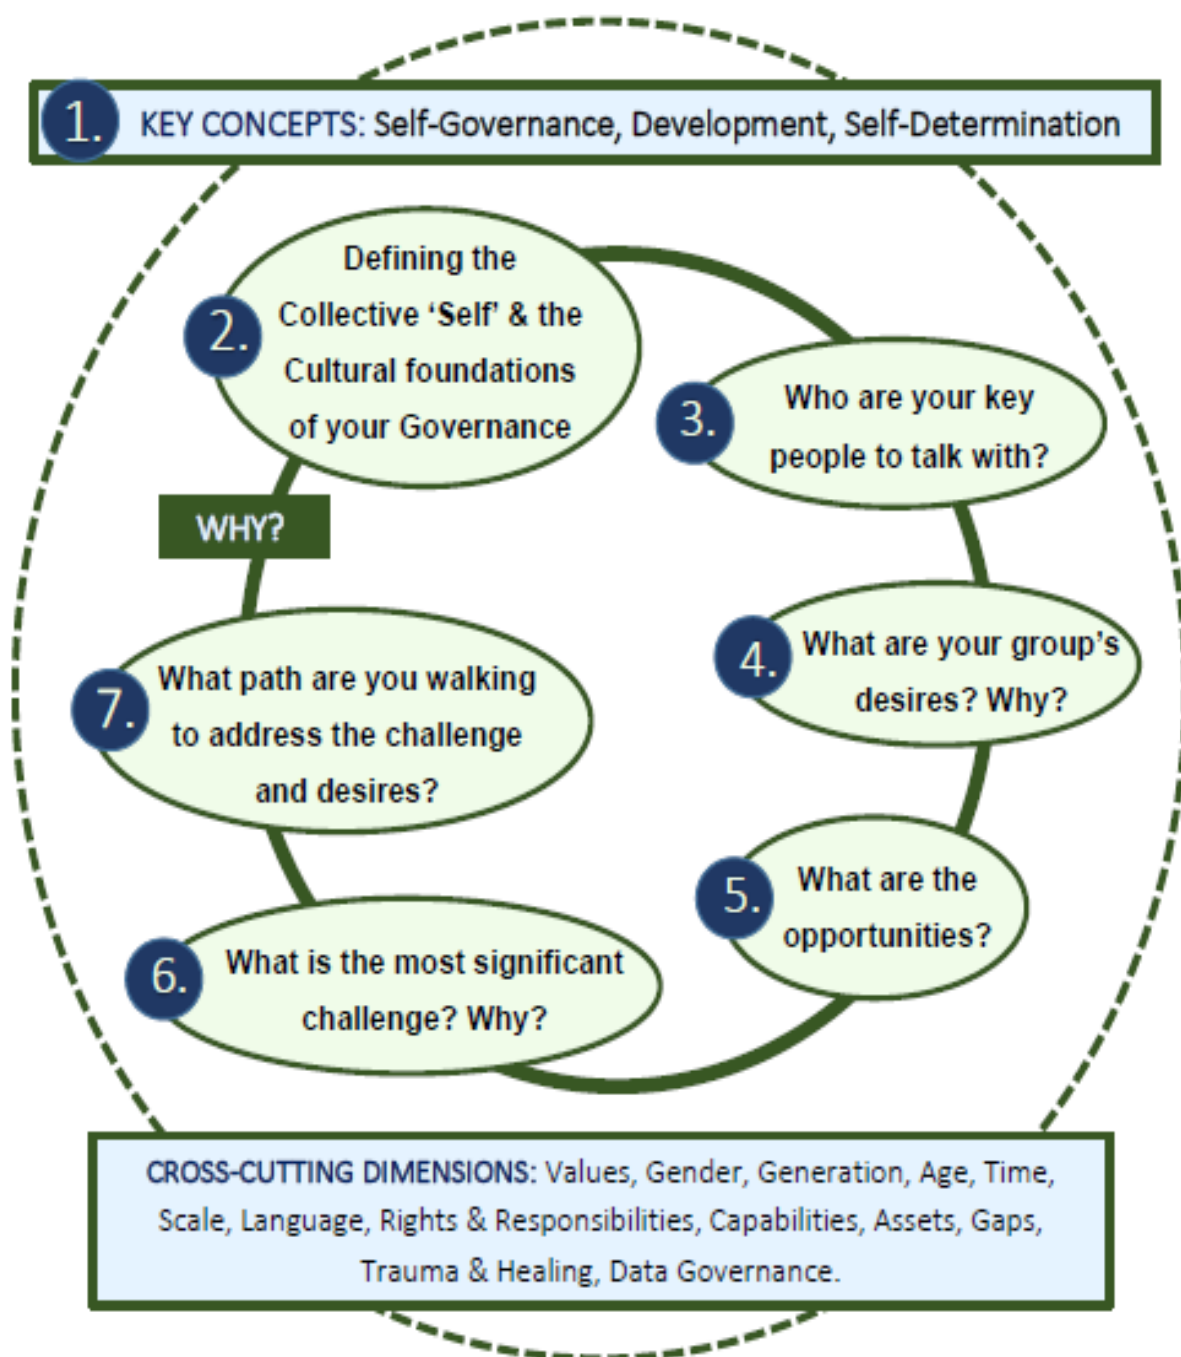 1. KEY CONCEPTS: Self-Governance, Development, Self-Determination
2. Defining the
Collective ‘Self’ & the
Cultural foundations
of your Governance
3. Who are your key
people to talk with?
4. What are your group’s
desires? Why?
5. What are the
opportunities?
6. What is the most significant
challenge? Why?
7. What path are you walking
to address the challenge
and desires?
WHY?
CROSS-CUTTING DIMENSIONS: Values, Gender, Generation, Age, Time,
Scale, Language, Rights & Responsibilities, Capabilities, Assets, Gaps,
Trauma & Healing, Data Governance.